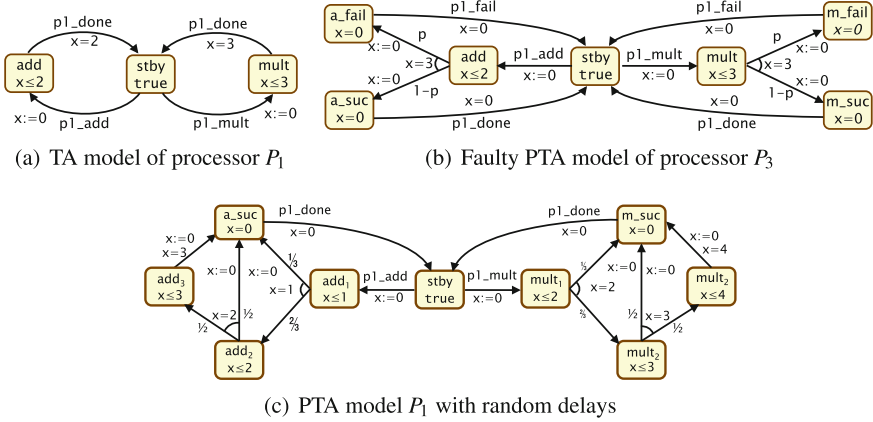 p1_done
x=2
p1_done
x=3
add
x≤2
stby
true
mult
x≤3
x:=0
p1_add
p1_mult
x:=0
(a) TA model of processor P1
a_fail
x=0
p1_fail
x=0
p1_fail
x=0
m_fail
x=0
p
x:=0
x=3
x:=0
1-p
add
x≤2
p1_add
x:=0
stby
true
p1_mult
x:=0
mult
x≤3
p
x:=0
x=3
x:=0
1-p
a_suc
x=0
x=0
p1_done
x=0
p1_done
m_suc
x=0
(b) Faulty PTA model of processor P3
a_suc
x=0
p1_done
x=0
p1_done
x=0
m_suc
x=0
x:=0
x=3
x:=0
x:=0
⅓
x=1
⅔
add3
x≤3
x=2
½
½
add1
x≤1
p1_add
x:=0
stby
true
p1_mult
x:=0
mult1
x≤2
⅓
x=2
⅔
x:=0
x:=0
x:=0
x=4
mult2
x≤4
½
x=3
½
add2
x≤2
mult2
x≤3
(c) PTA model P1 with random delays